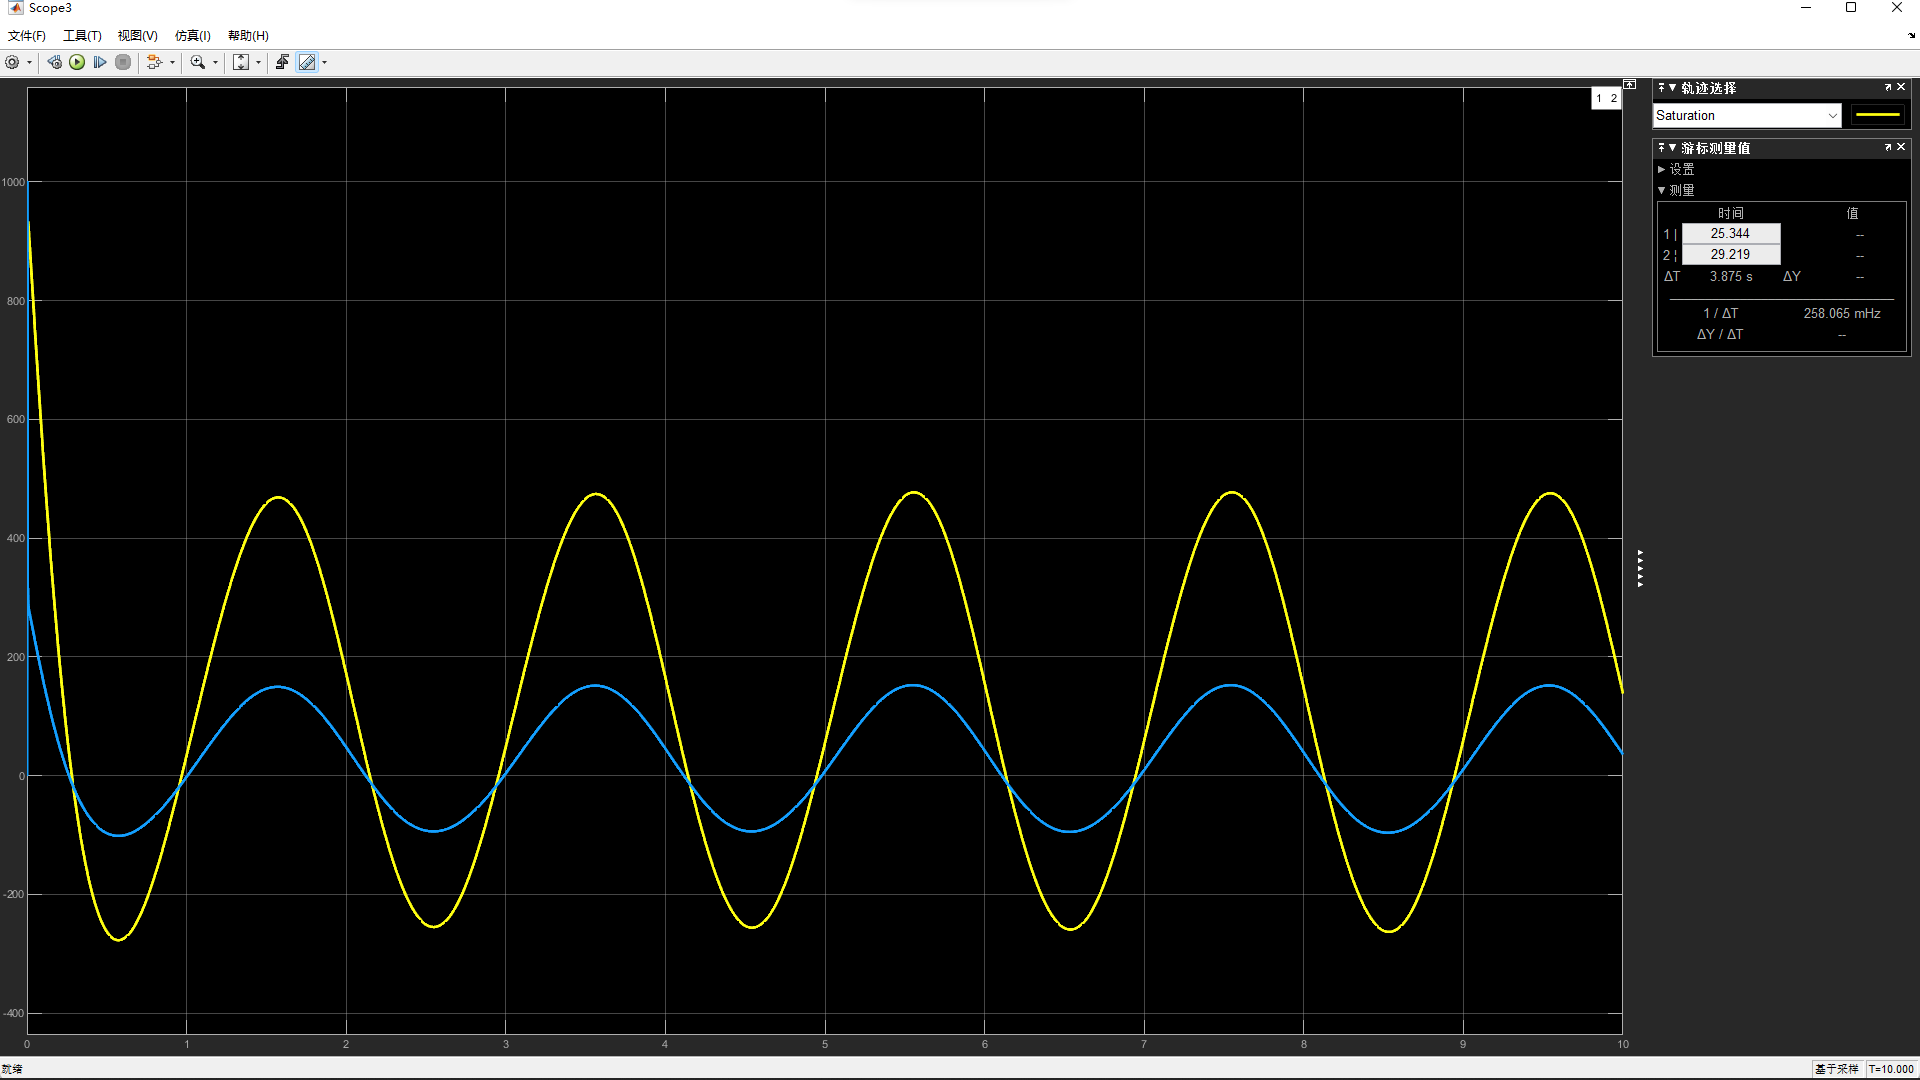 Scope3
文件(F) 工具(T) 视图(V) 仿真(I) 帮助(H)
1 2
1000
800
600
400
200
0
-200
-400
0 1 2 3 4 5 6 7 8 9 10
轨迹选择
Saturation
游标测量值
设置
测量
时间 值
1 | 25.344 --
2 ¦ 29.219 --
ΔT 3.875 s ΔY --
1 / ΔT 258.065 mHz
ΔY / ΔT --
就绪
基于采样 T=10.000